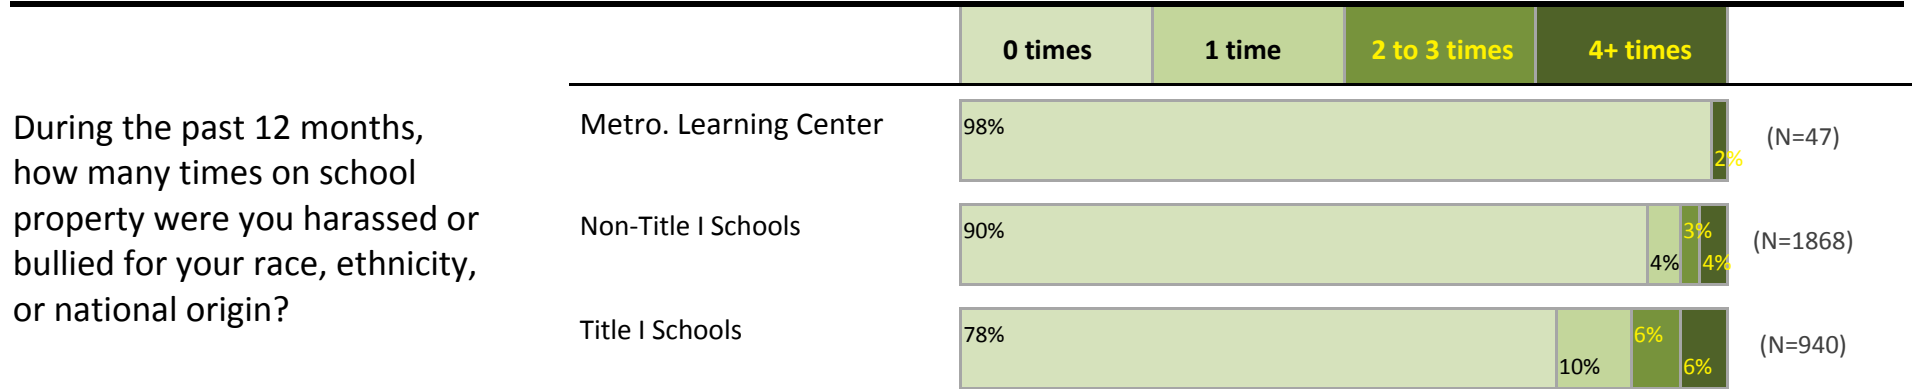 0 times 1 time 2 to 3 times 4+ times
During the past 12 months,
how many times on school
property were you harassed or
bullied for your race, ethnicity,
or national origin?
Metro. Learning Center 98% 2% (N=47)
Non-Title I Schools 90% 4% 3% 4% (N=1868)
Title I Schools 78% 10% 6% 6% (N=940)